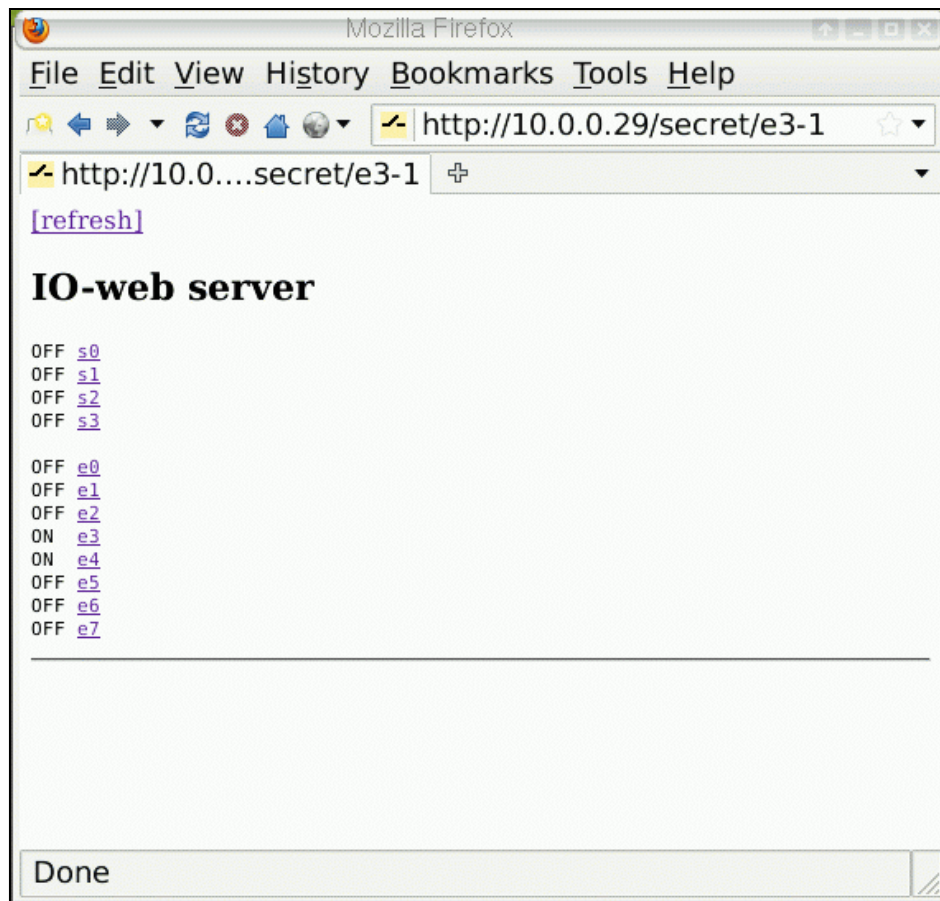 Mozilla Firefox
File Edit View History Bookmarks Tools Help
http://10.0.0.29/secret/e3-1
http://10.0....secret/e3-1
[refresh]
IO-web server
OFF s0
OFF s1
OFF s2
OFF s3
OFF e0
OFF e1
OFF e2
ON e3
ON e4
OFF e5
OFF e6
OFF e7
Done